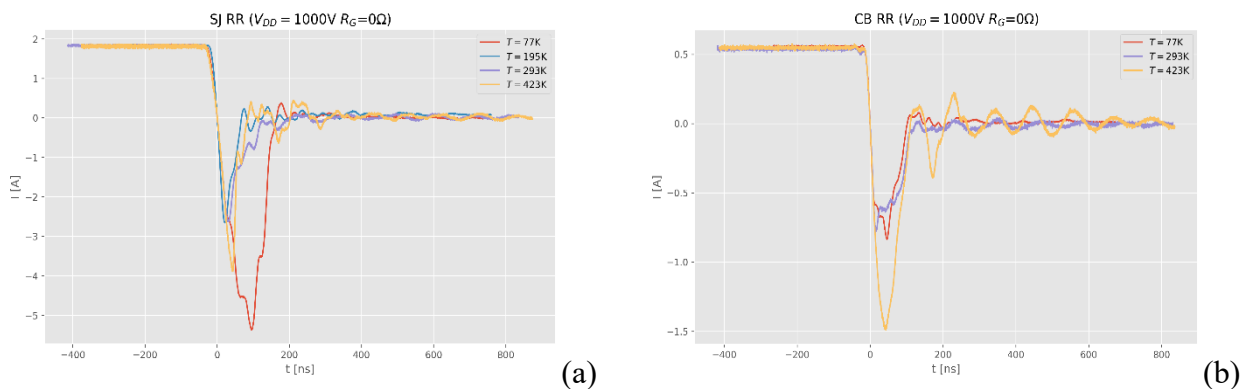 SJ RR (V_DD = 1000V R_G=0Ω)
2
1
0
−1
−2
−3
−4
−5
I [A]
−400
−200
0
200
400
600
800
t [ns]
T = 77K
T = 195K
T = 293K
T = 423K
(a)
CB RR (V_DD = 1000V R_G=0Ω)
0.5
0.0
−0.5
−1.0
−1.5
I [A]
−400
−200
0
200
400
600
800
t [ns]
T = 77K
T = 293K
T = 423K
(b)